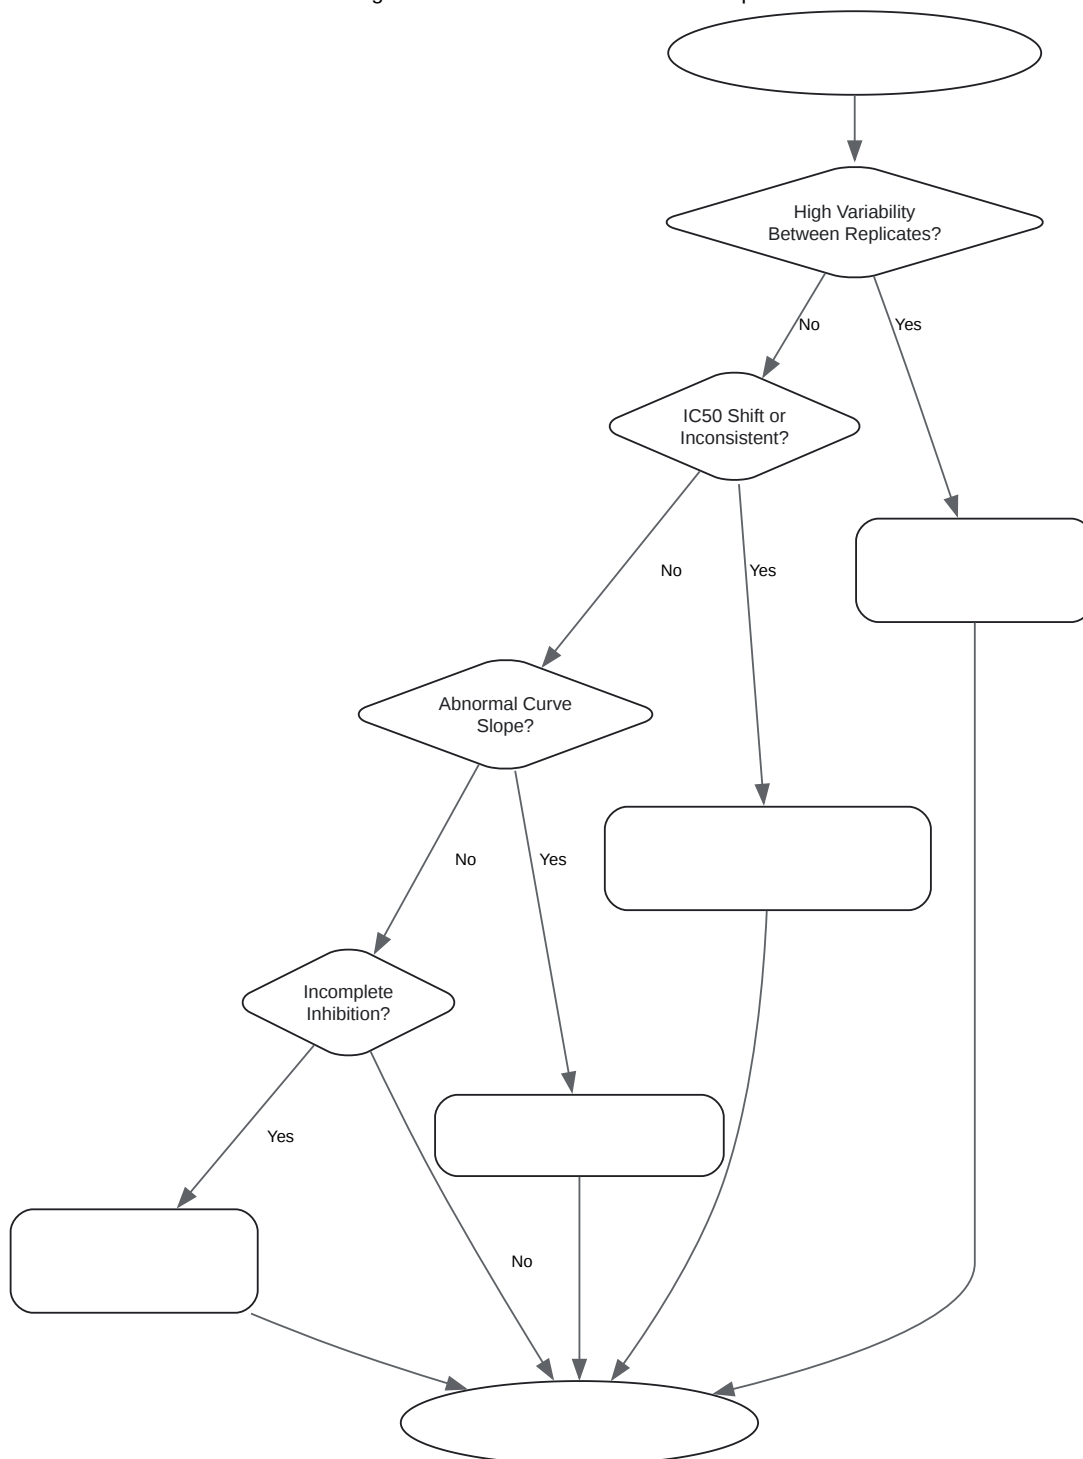 High Variability
Between Replicates?
No
Yes
IC50 Shift or
Inconsistent?
No
Yes
Abnormal Curve
Slope?
No
Yes
Incomplete
Inhibition?
Yes
No